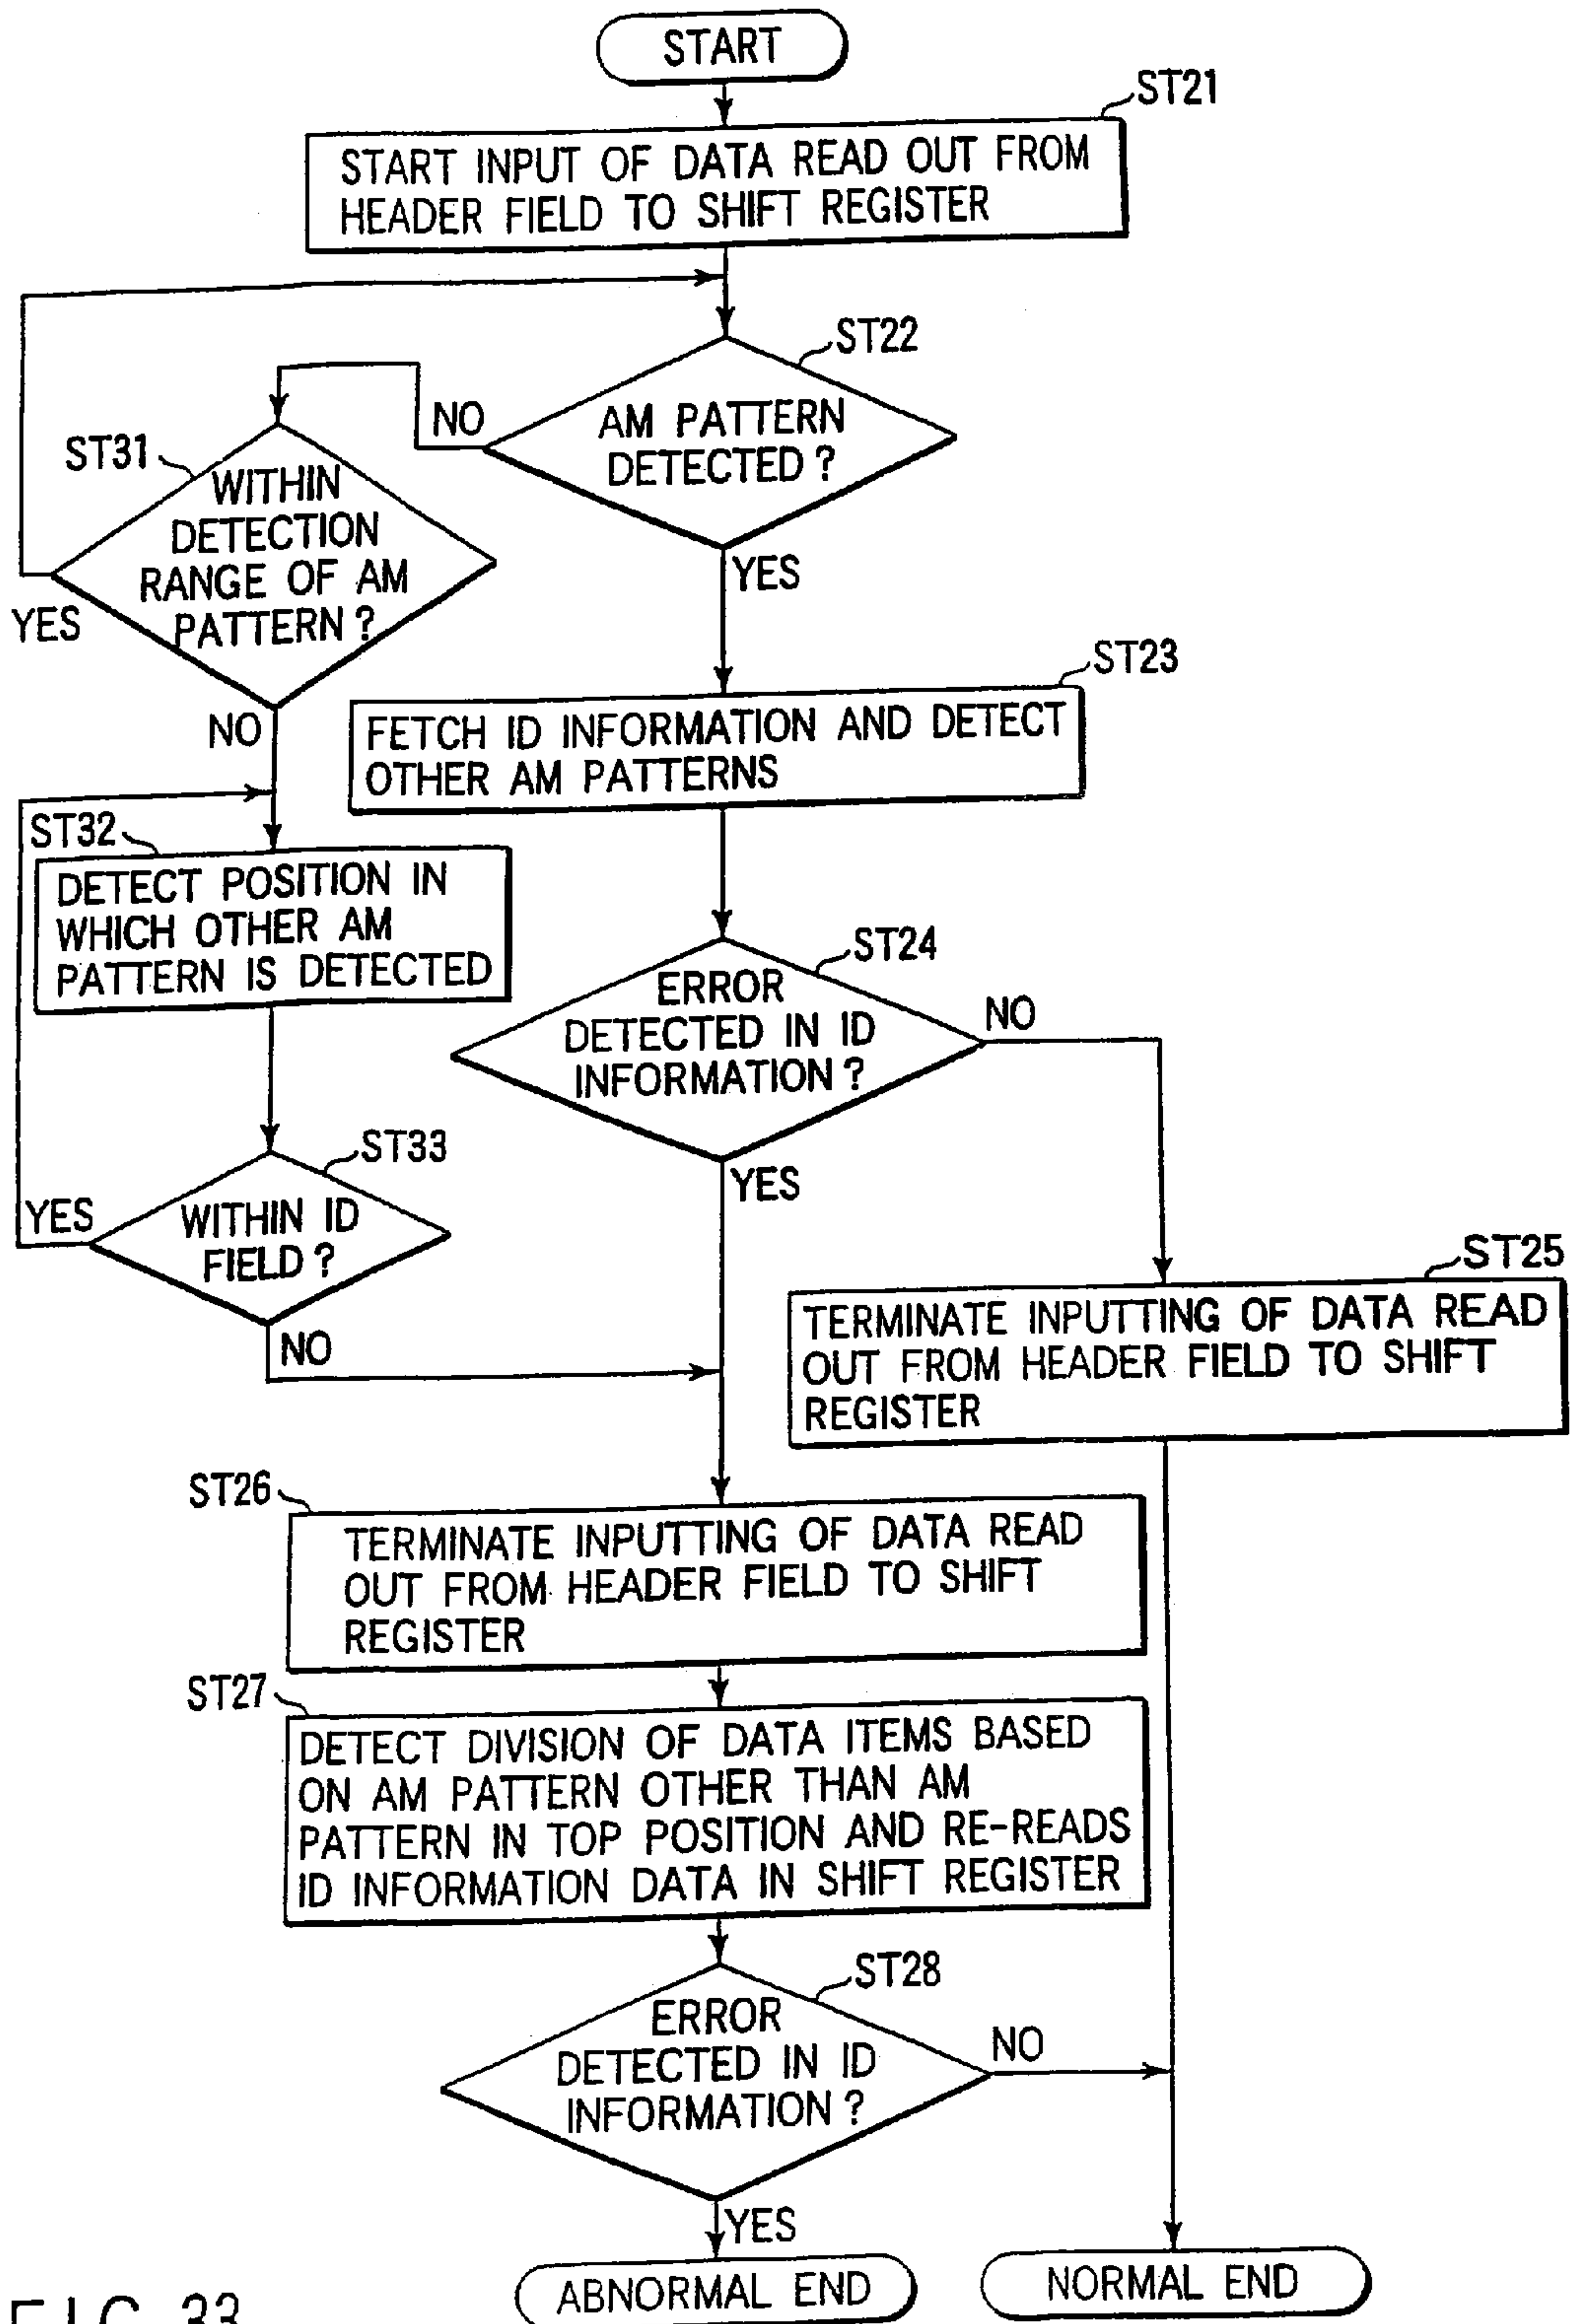 START
ST21
START INPUT OF DATA READ OUT FROM
HEADER FIELD TO SHIFT REGISTER
ST22
AM PATTERN
DETECTED?
NO
YES
ST31
WITHIN
DETECTION
RANGE OF AM
PATTERN?
YES
NO
ST23
FETCH ID INFORMATION AND DETECT
OTHER AM PATTERNS
ST32
DETECT POSITION IN
WHICH OTHER AM
PATTERN IS DETECTED
ST24
ERROR
DETECTED IN ID
INFORMATION?
NO
YES
ST33
WITHIN ID
FIELD?
YES
NO
ST25
TERMINATE INPUTTING OF DATA READ
OUT FROM HEADER FIELD TO SHIFT
REGISTER
ST26
TERMINATE INPUTTING OF DATA READ
OUT FROM HEADER FIELD TO SHIFT
REGISTER
ST27
DETECT DIVISION OF DATA ITEMS BASED
ON AM PATTERN OTHER THAN AM
PATTERN IN TOP POSITION AND RE-READS
ID INFORMATION DATA IN SHIFT REGISTER
ST28
ERROR
DETECTED IN ID
INFORMATION?
NO
YES
ABNORMAL END
NORMAL END
FIG. 33